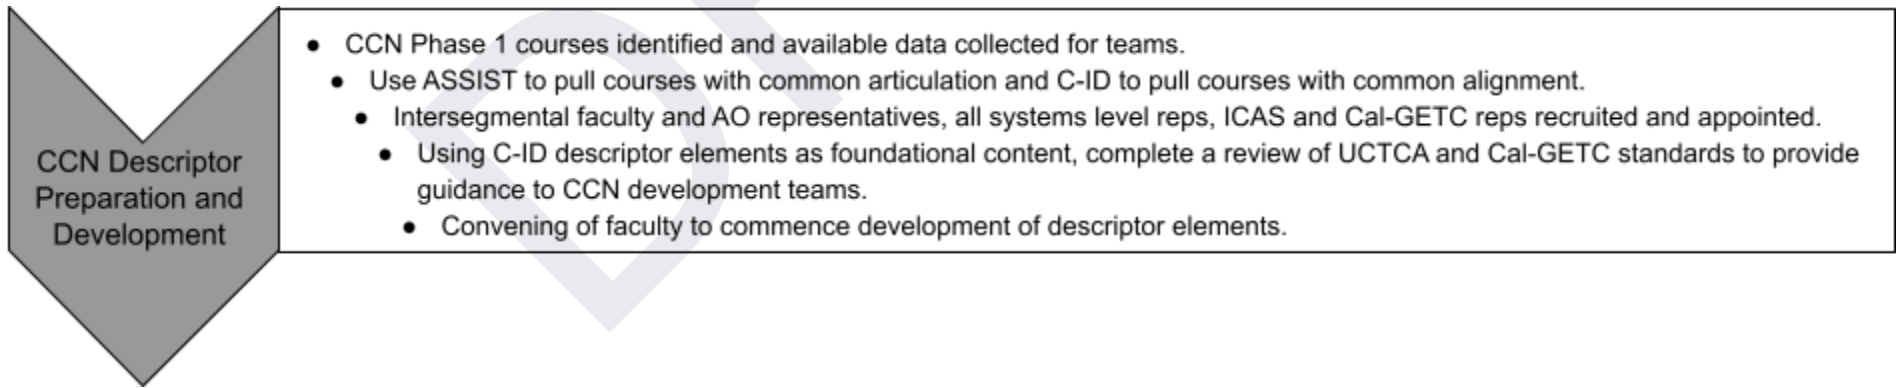 CCN Descriptor
Preparation and
Development
● CCN Phase 1 courses identified and available data collected for teams.
● Use ASSIST to pull courses with common articulation and C-ID to pull courses with common alignment.
● Intersegmental faculty and AO representatives, all systems level reps, ICAS and Cal-GETC reps recruited and appointed.
● Using C-ID descriptor elements as foundational content, complete a review of UCTCA and Cal-GETC standards to provide
guidance to CCN development teams.
● Convening of faculty to commence development of descriptor elements.